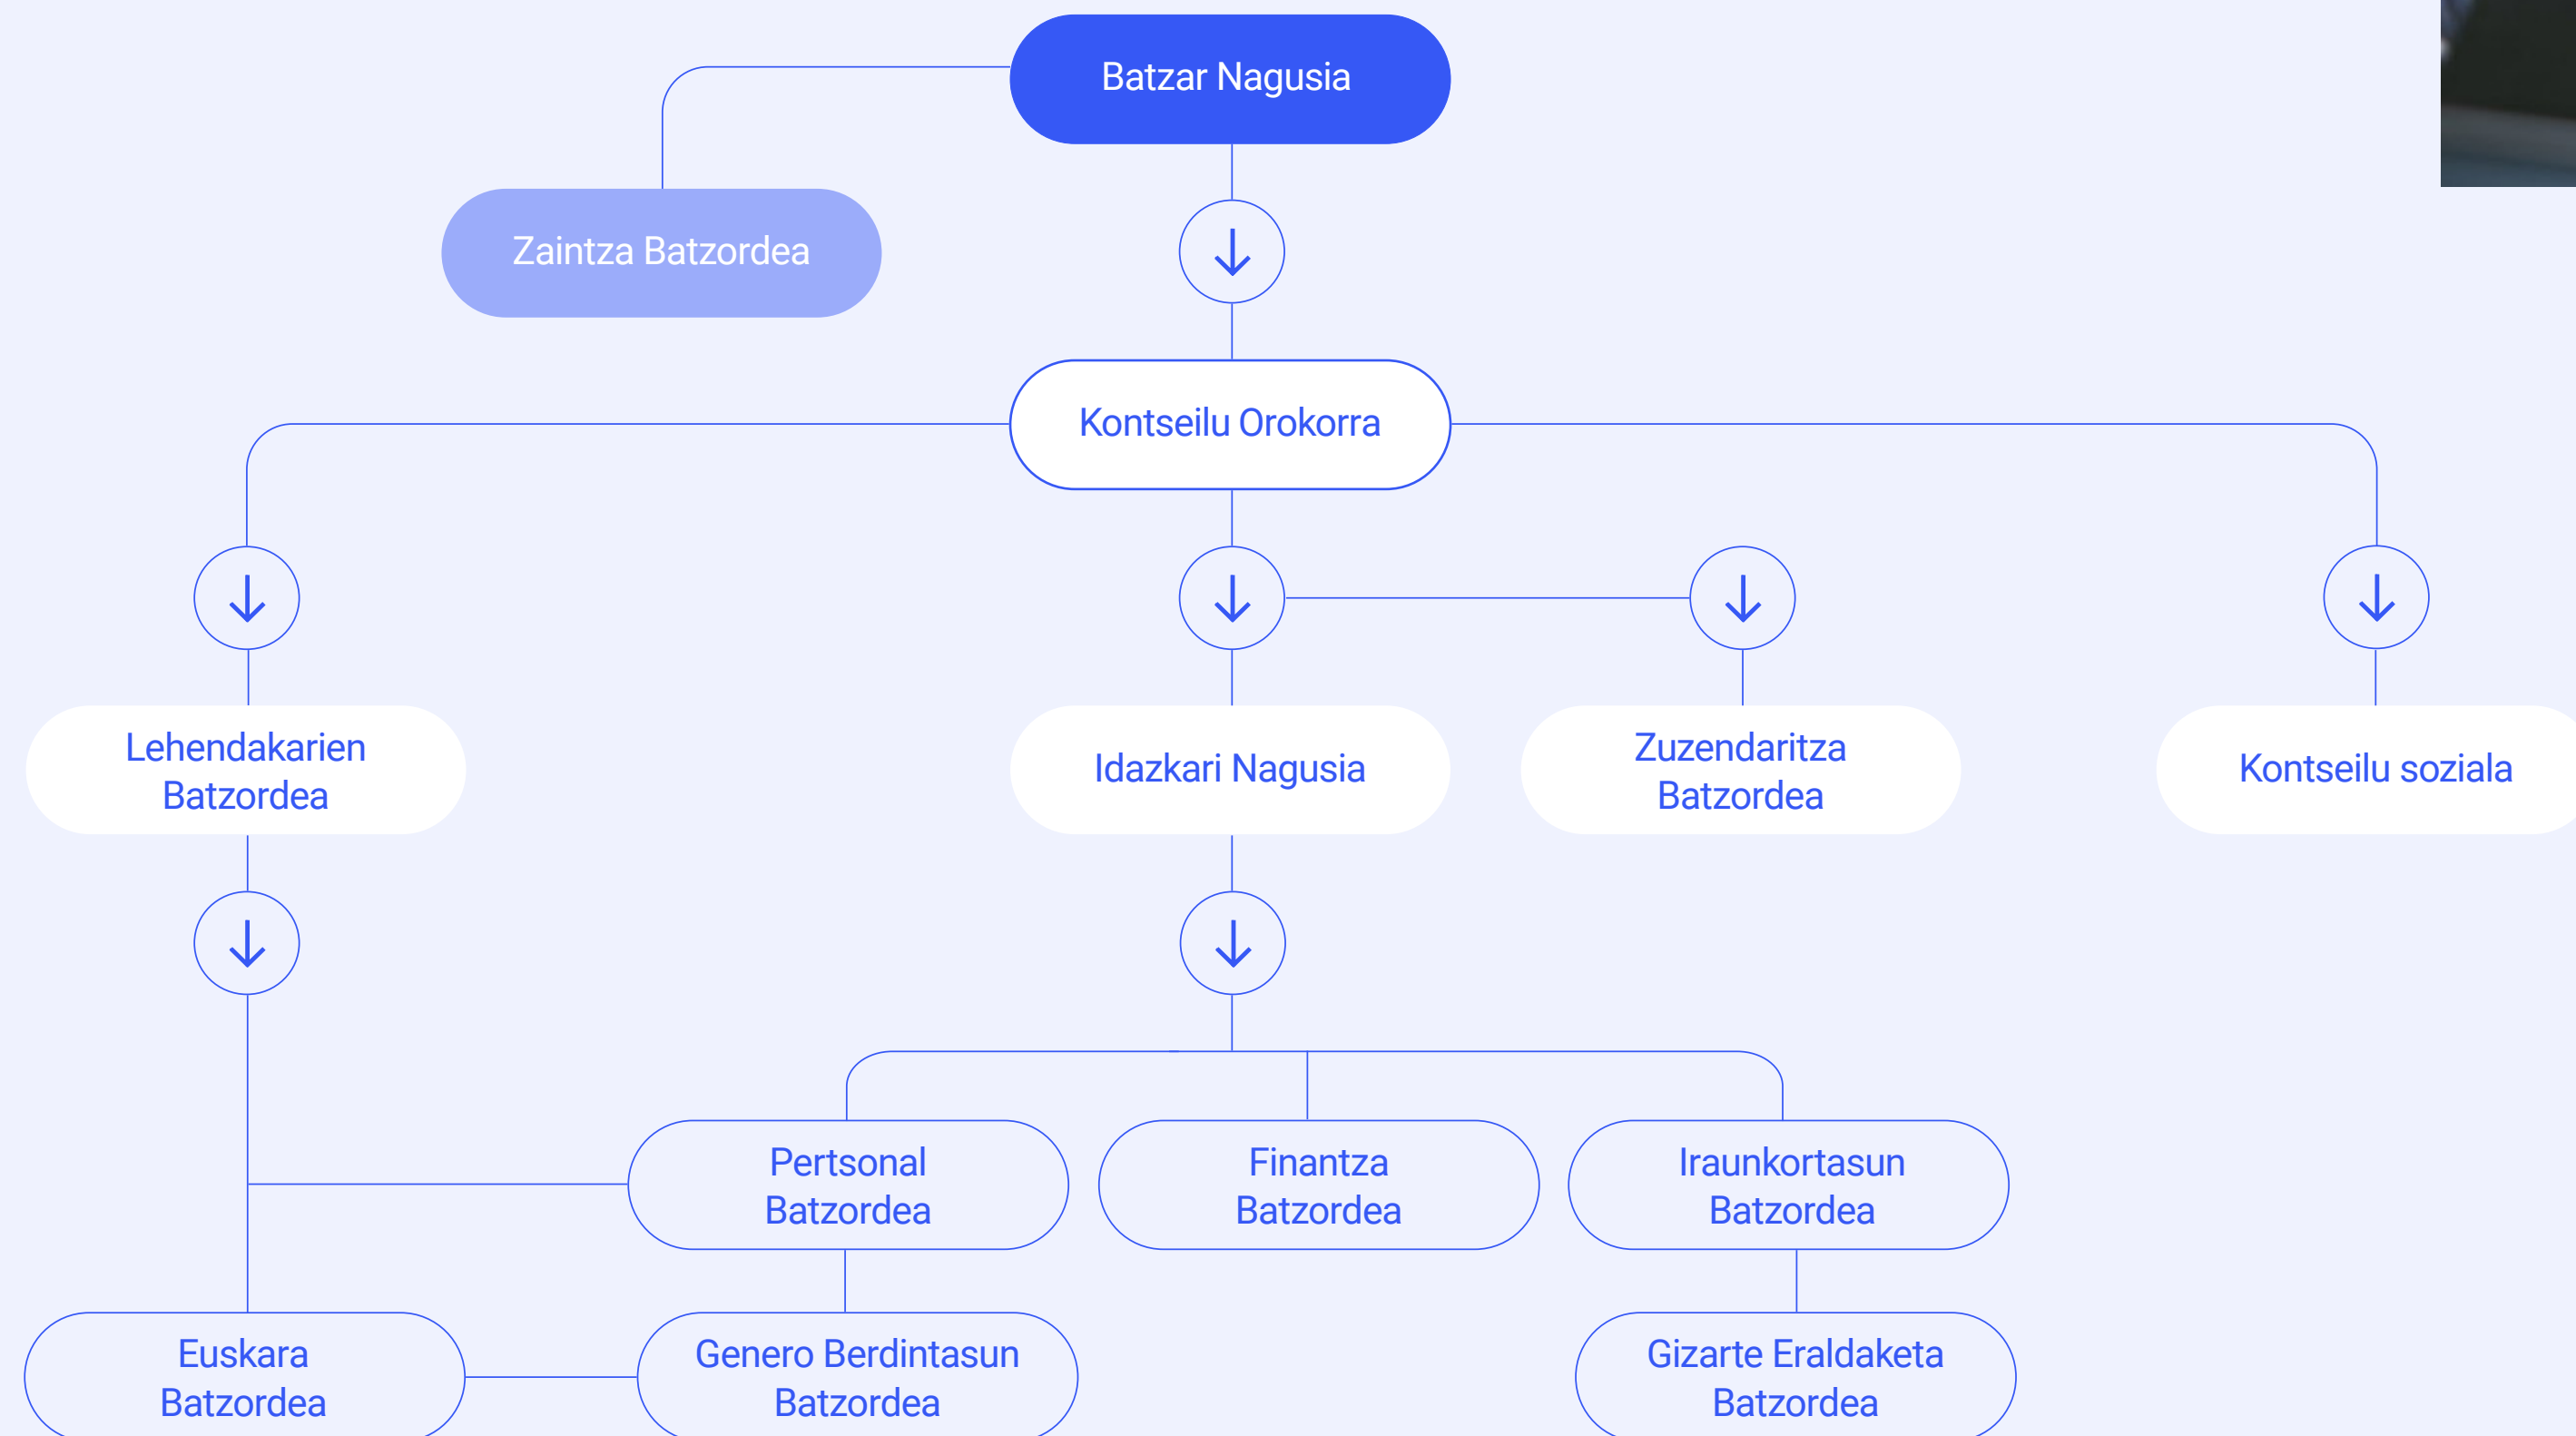 Batzar Nagusia
Zaintza Batzordea
Kontseilu Orokorra
Lehendakarien
Batzordea
Idazkari Nagusia
Zuzendaritza
Batzordea
Kontseilu soziala
Pertsonal
Batzordea
Finantza
Batzordea
Iraunkortasun
Batzordea
Euskara
Batzordea
Genero Berdintasun
Batzordea
Gizarte Eraldaketa
Batzordea